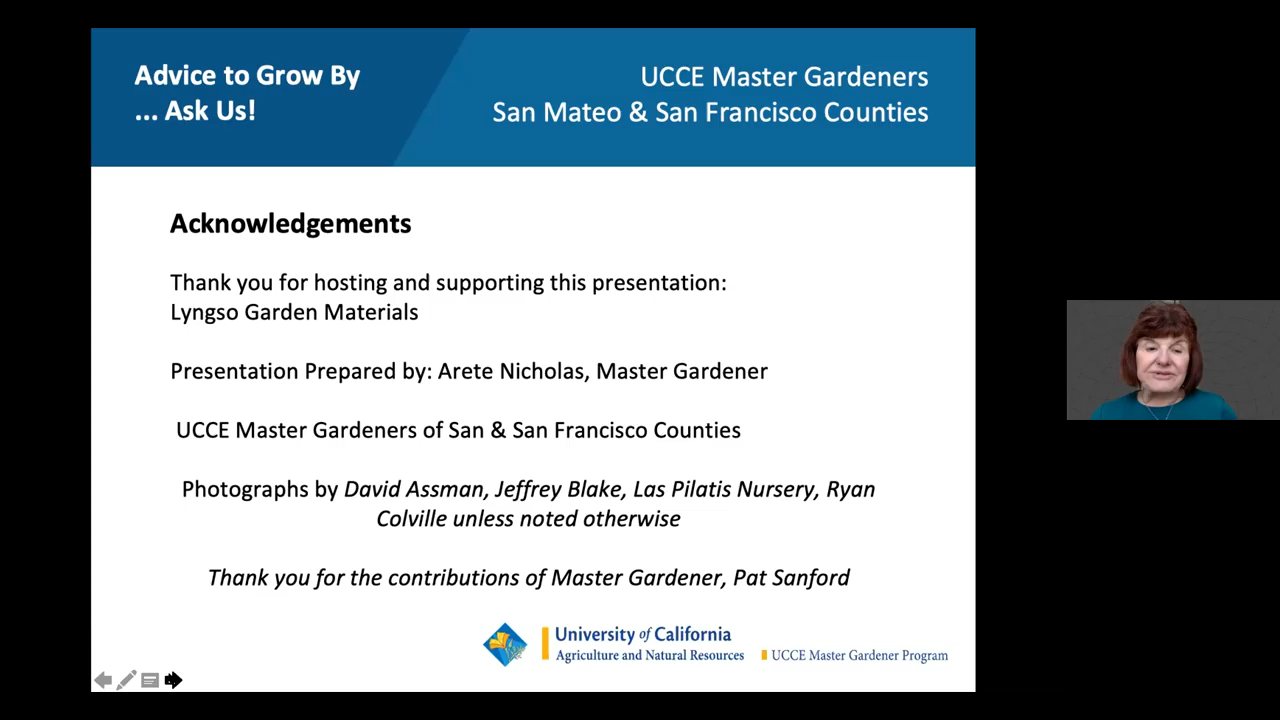 Advice to Grow By
... Ask Us!
UCCE Master Gardeners
San Mateo & San Francisco Counties
Acknowledgements
Thank you for hosting and supporting this presentation:
Lyngso Garden Materials
Presentation Prepared by: Arete Nicholas, Master Gardener
UCCE Master Gardeners of San & San Francisco Counties
Photographs by David Assman, Jeffrey Blake, Las Pilatis Nursery, Ryan
Colville unless noted otherwise
Thank you for the contributions of Master Gardener, Pat Sanford
University of California
Agriculture and Natural Resources
UCCE Master Gardener Program